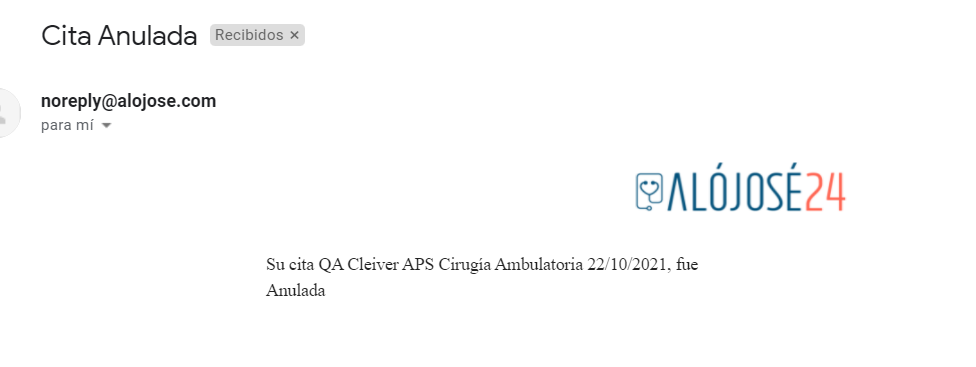 Cita Anulada Recibidos ×
noreply@alojose.com
para mí
ALÓJOSÉ24
Su cita QA Cleiver APS Cirugía Ambulatoria 22/10/2021, fue
Anulada